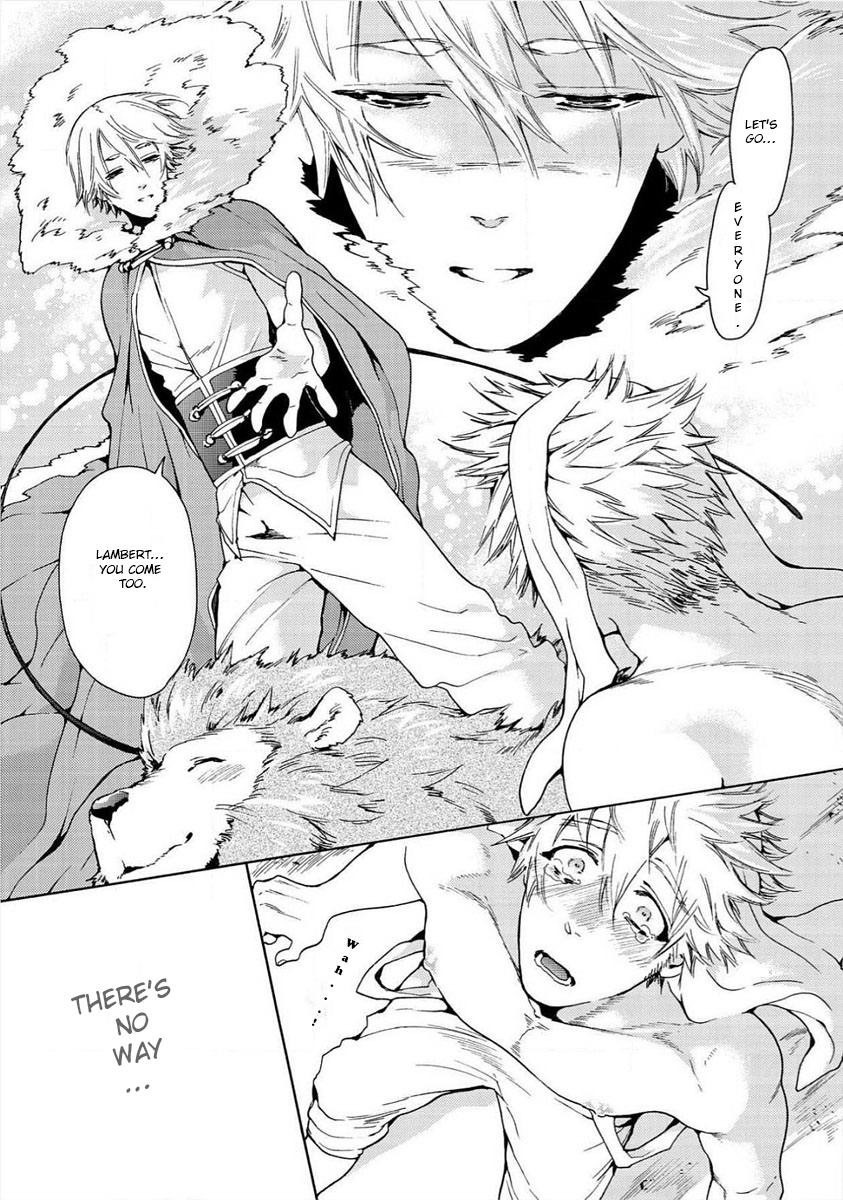 LET'S
GO...
EVERYONE.
LAMBERT...
YOU COME
TOO.
Wah....!
THERE'S
NO
WAY
...